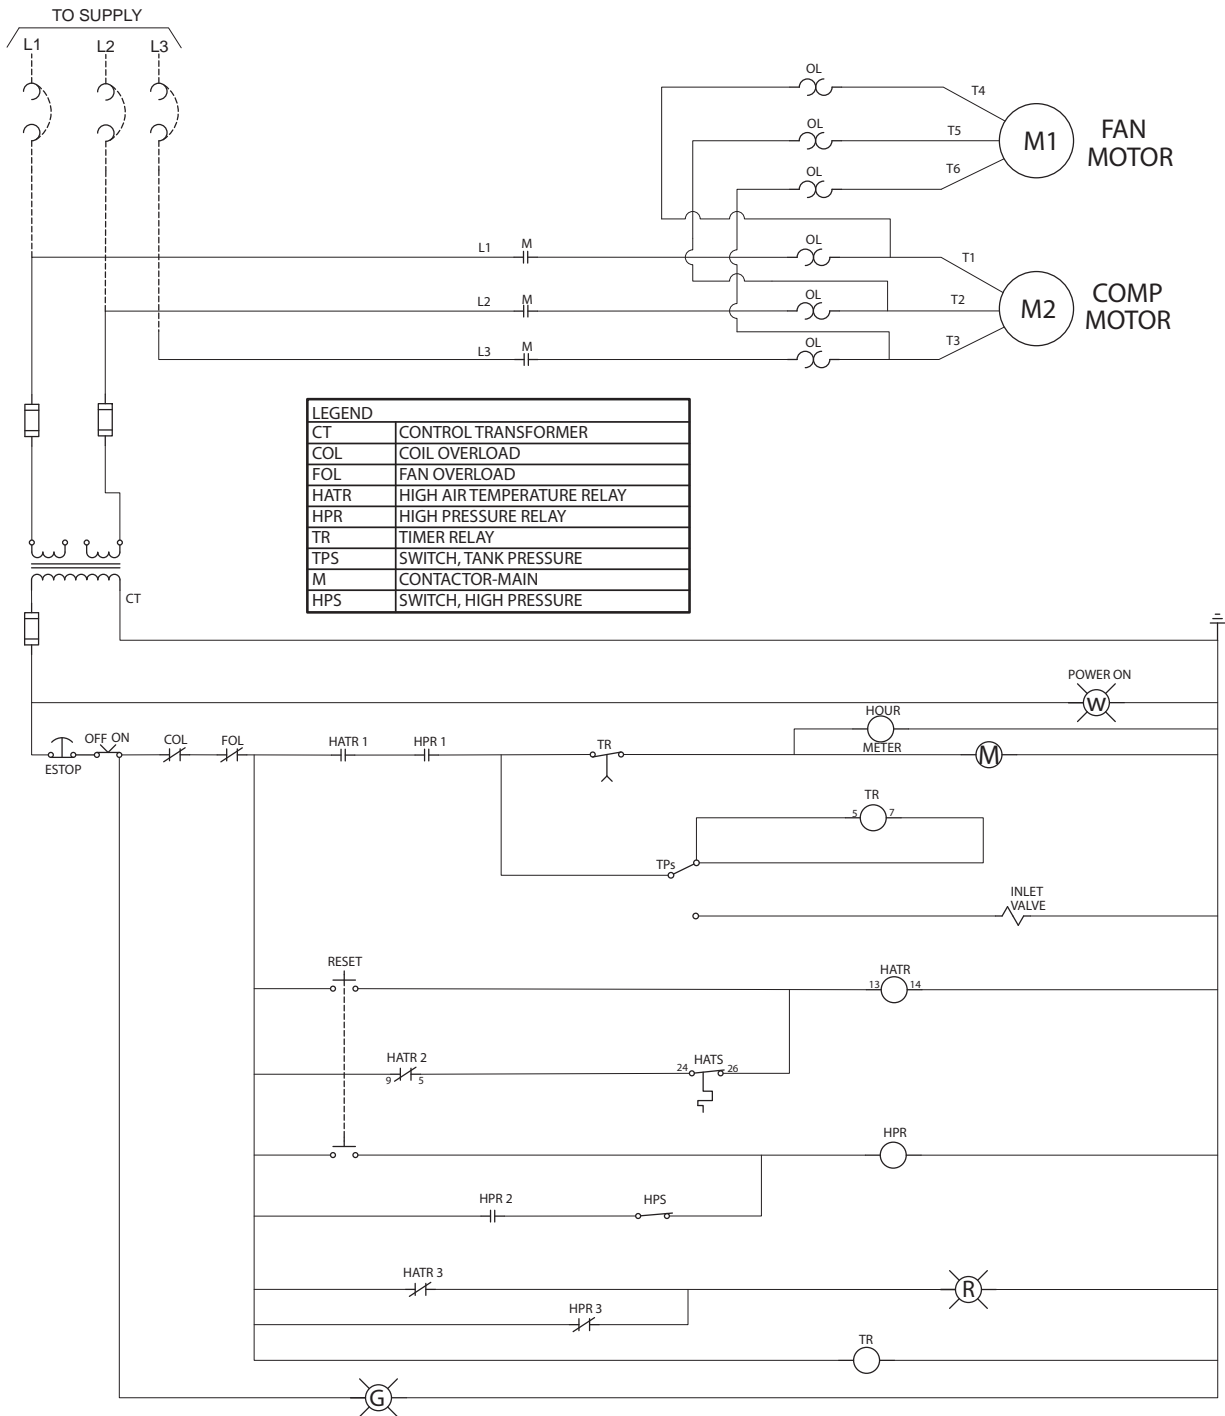 TO SUPPLY
L1 L2 L3
OL
T4
OL
T5
M1
FAN
MOTOR
OL
T6
L1 M OL T1
L2 M OL T2
M2
COMP
MOTOR
L3 M OL T3
LEGEND
CT CONTROL TRANSFORMER
COL COIL OVERLOAD
FOL FAN OVERLOAD
HATR HIGH AIR TEMPERATURE RELAY
HPR HIGH PRESSURE RELAY
TR TIMER RELAY
TPS SWITCH, TANK PRESSURE
M CONTACTOR-MAIN
HPS SWITCH, HIGH PRESSURE
CT
POWER ON
W
HOUR
METER
OFF ON COL FOL HATR 1 HPR 1 TR M
ESTOP
TR
5 7
TPs
INLET
VALVE
RESET
HATR
13 14
HATR 2
9 5
HATS
24 26
HPR
HPR 2 HPS
HATR 3
R
HPR 3
TR
G